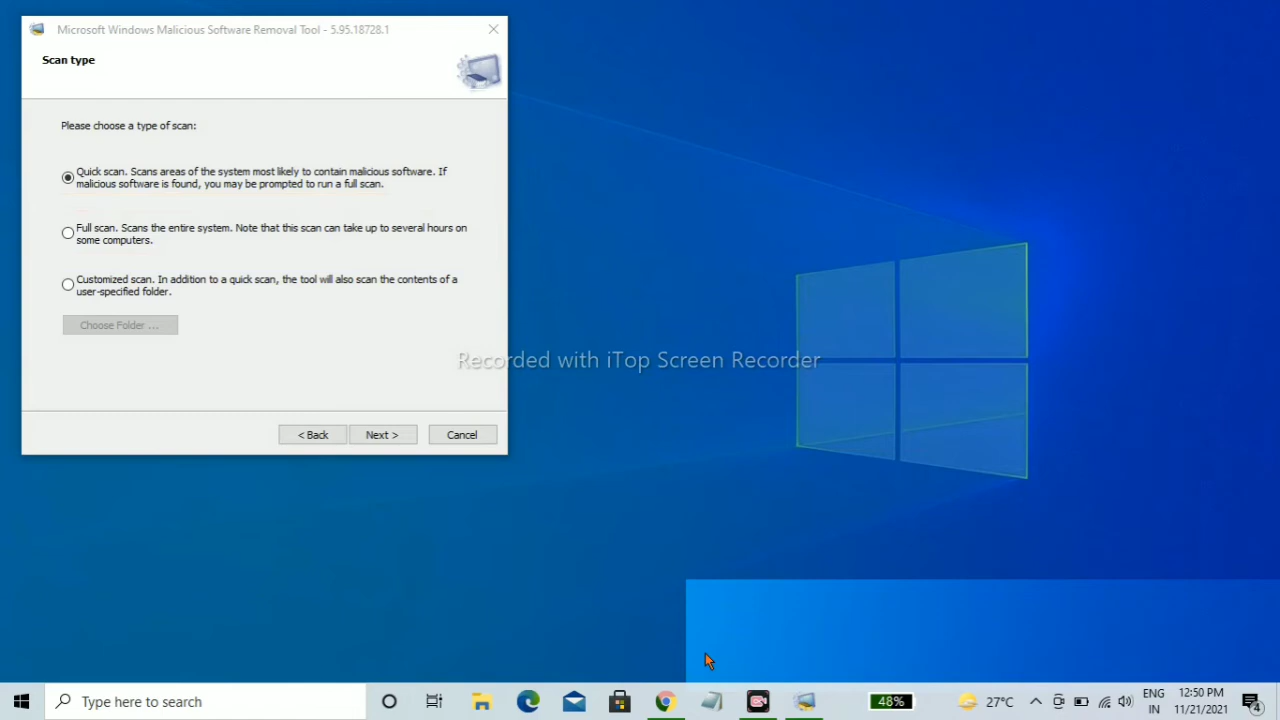 Microsoft Windows Malicious Software Removal Tool - 5.95.18728.1
Scan type
Please choose a type of scan:
Quick scan. Scans areas of the system most likely to contain malicious software. If
malicious software is found, you may be prompted to run a full scan.
Full scan. Scans the entire system. Note that this scan can take up to several hours on
some computers.
Customized scan. In addition to a quick scan, the tool will also scan the contents of a
user-specified folder.
Choose Folder ...
Recorded with iTop Screen Recorder
< Back
Next >
Cancel
Type here to search
48%
27°C
ENG
IN
12:50 PM
11/21/2021
4